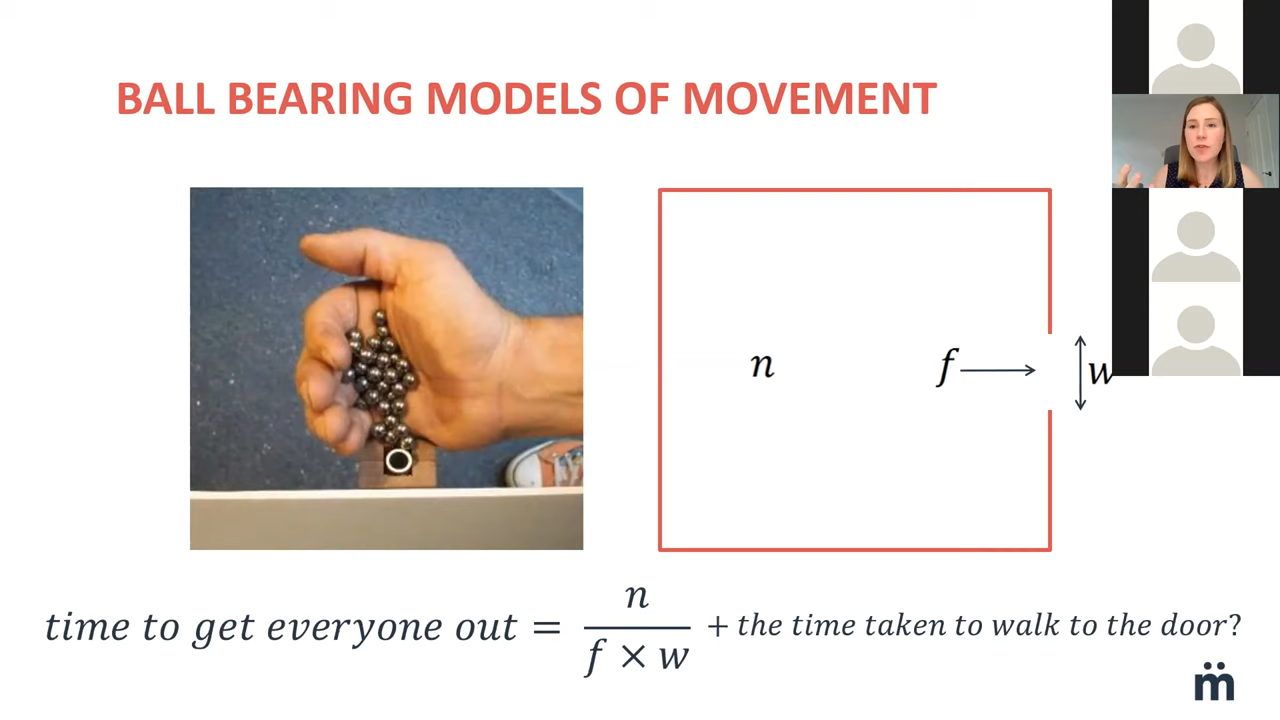 BALL BEARING MODELS OF MOVEMENT
n
f
w
time to get everyone out = n / (f × w) + the time taken to walk to the door?
m̈